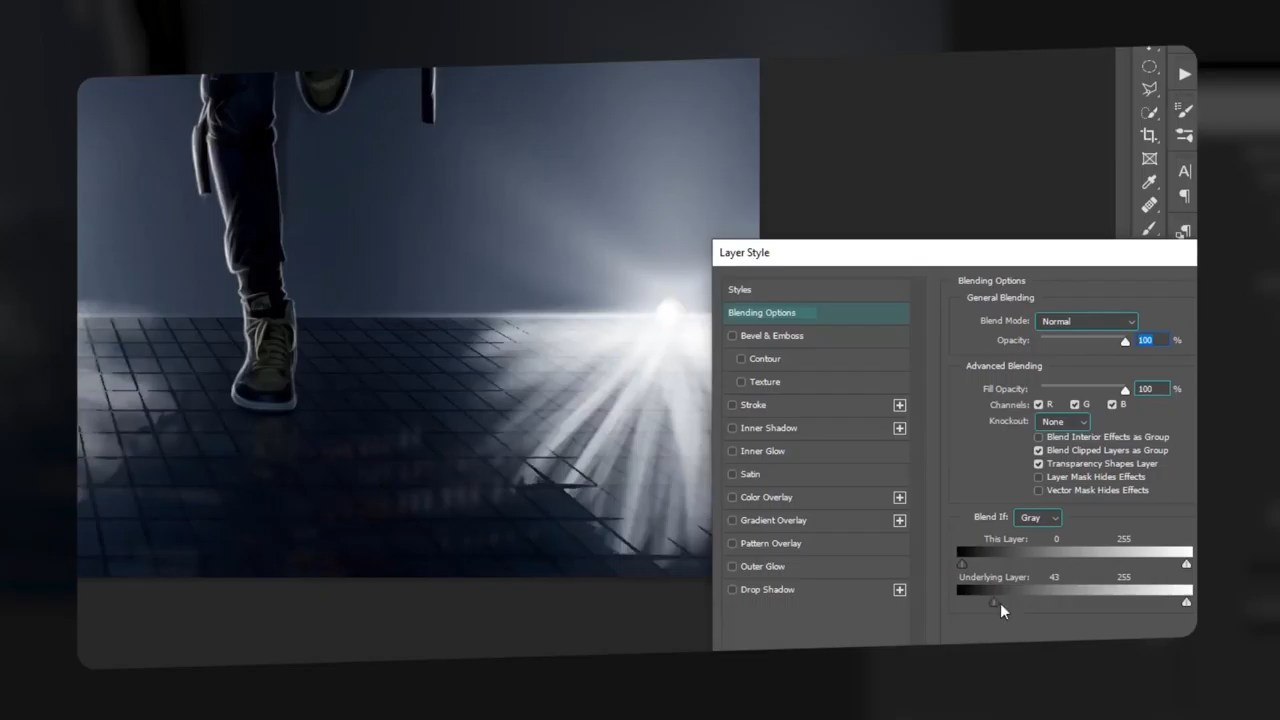 Layer Style
Styles
Blending Options
Bevel & Emboss
Contour
Texture
Stroke
Inner Shadow
Inner Glow
Satin
Color Overlay
Gradient Overlay
Pattern Overlay
Outer Glow
Drop Shadow
Blending Options
General Blending
Blend Mode: Normal
Opacity: 100 %
Advanced Blending
Fill Opacity: 100 %
Channels: R G B
Knockout: None
Blend Interior Effects as Group
Blend Clipped Layers as Group
Transparency Shapes Layer
Layer Mask Hides Effects
Vector Mask Hides Effects
Blend If: Gray
This Layer: 0 255
Underlying Layer: 43 255